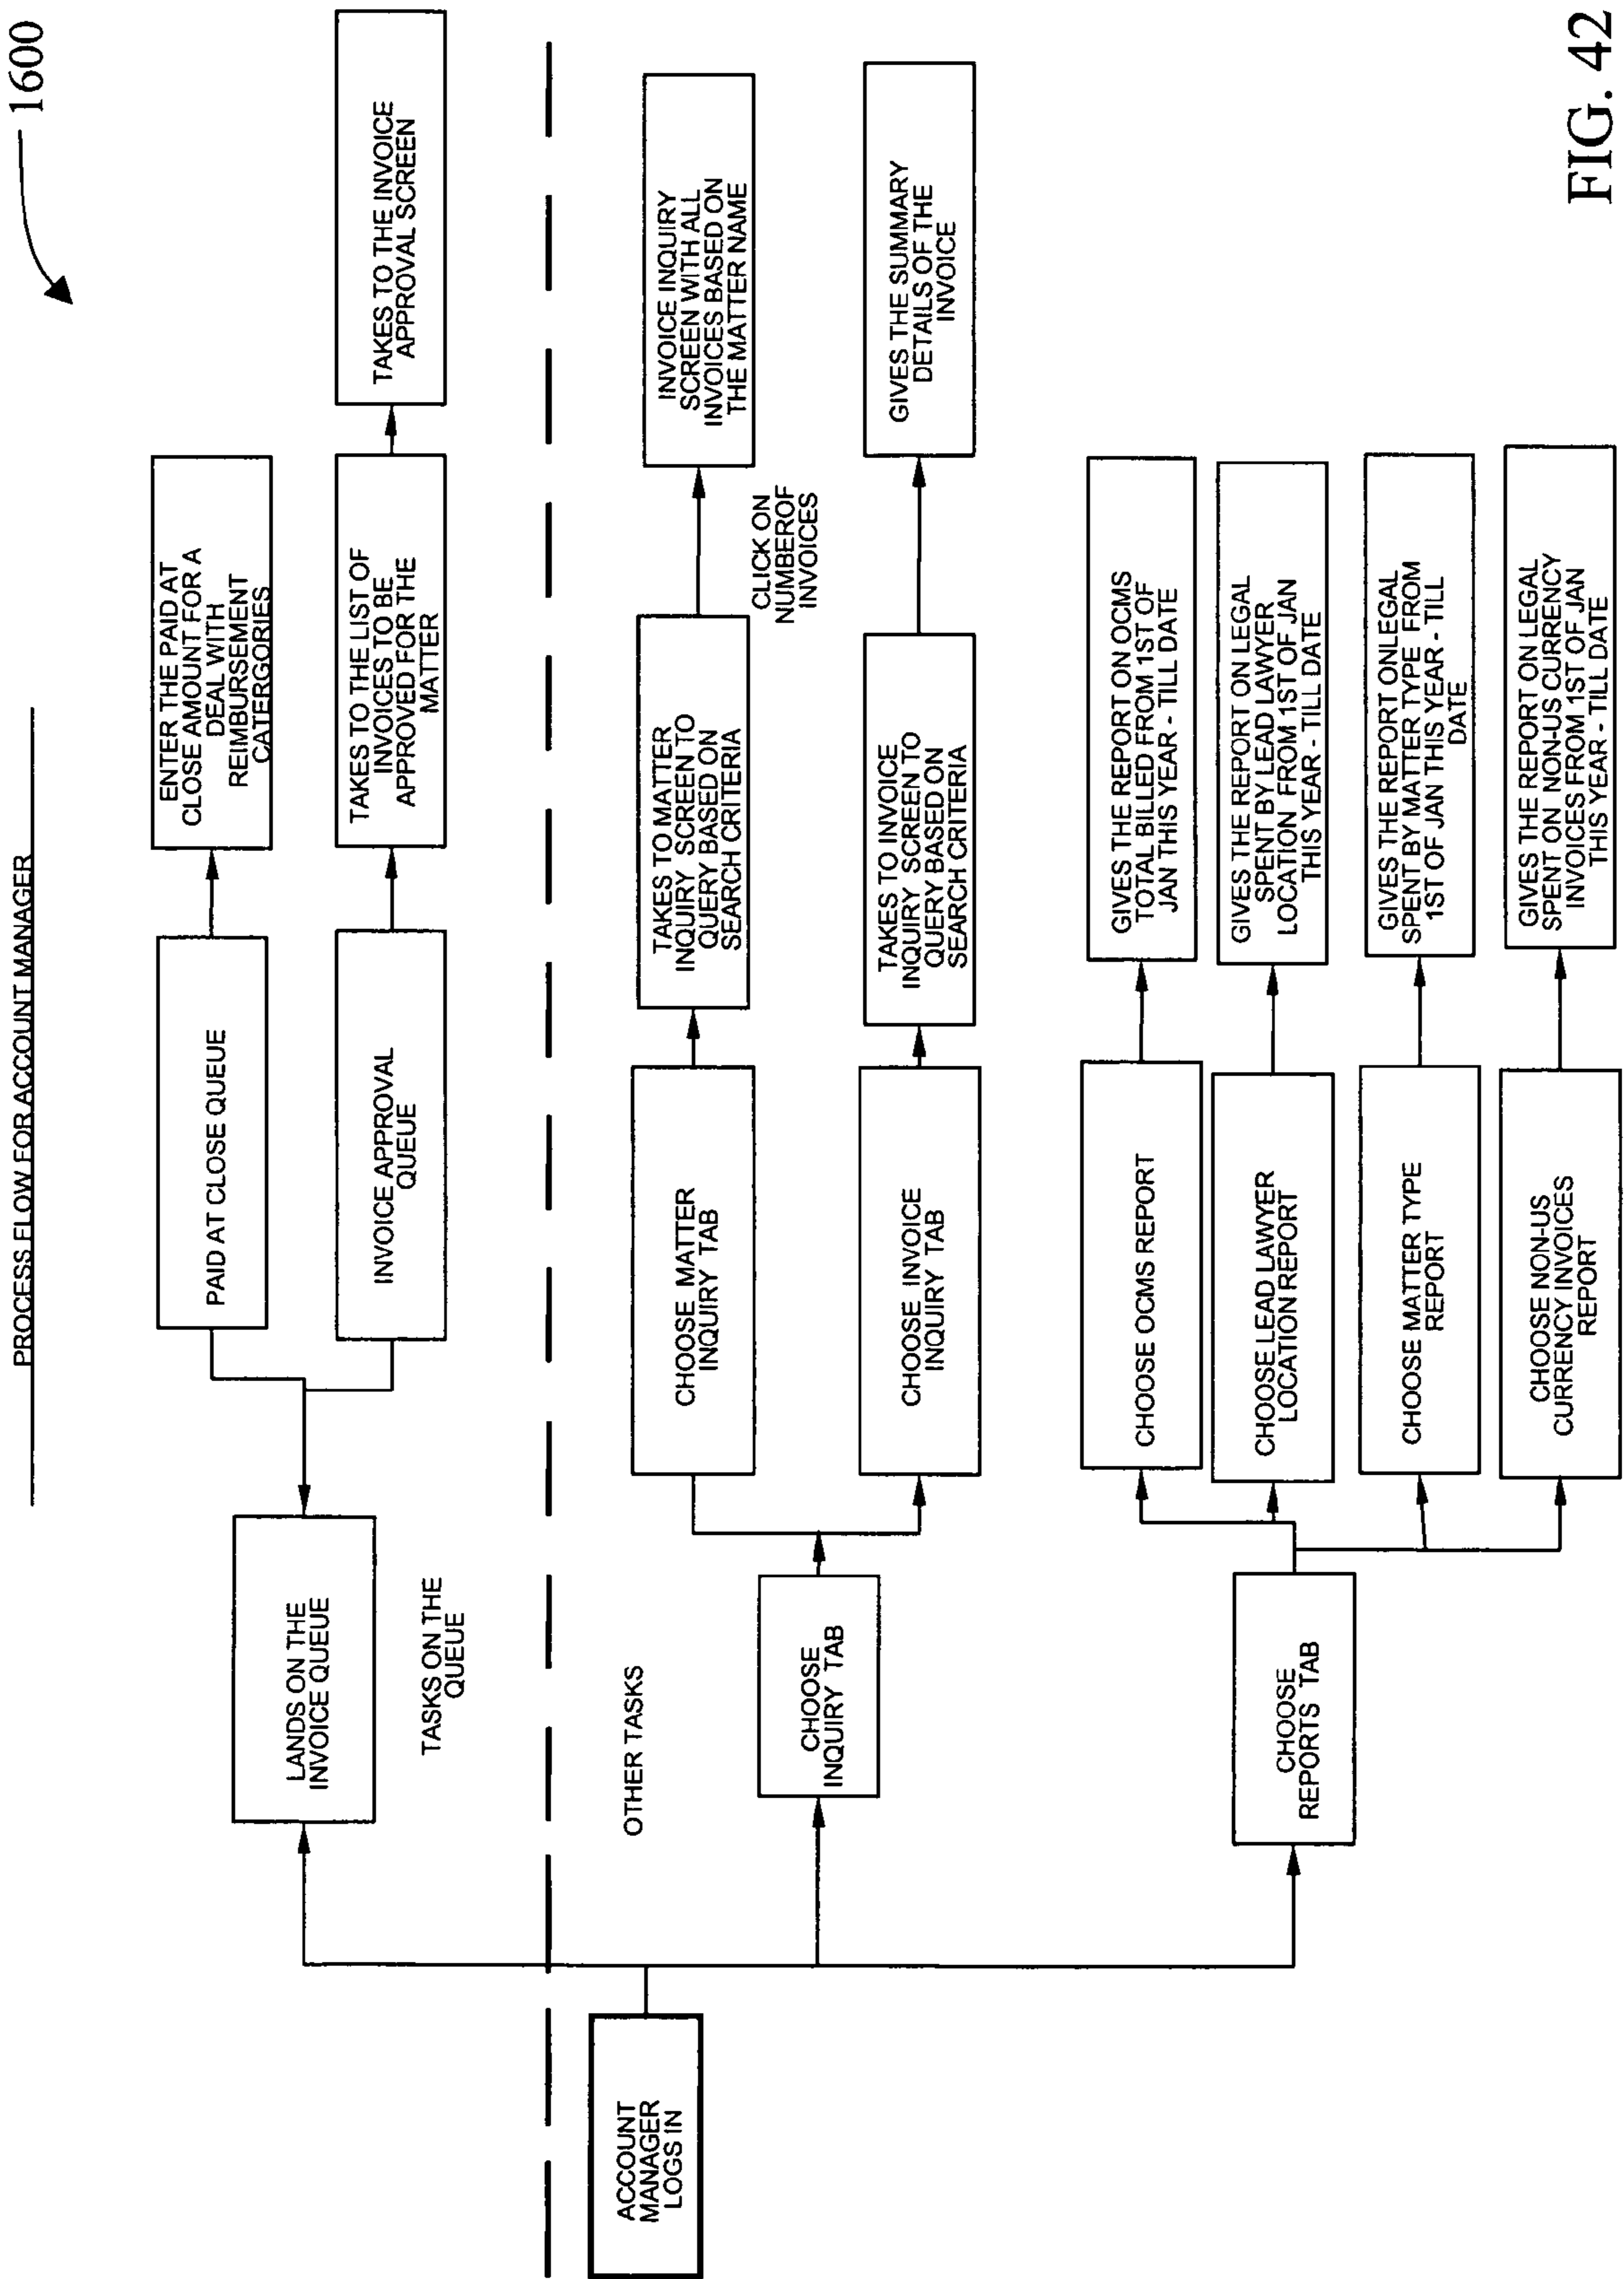 1600
PROCESS FLOW FOR ACCOUNT MANAGER
ACCOUNT
MANAGER
LOGS IN
LANDS ON THE
INVOICE QUEUE
TASKS ON THE
QUEUE
PAID AT CLOSE QUEUE
ENTER THE PAID AT
CLOSE AMOUNT FOR A
DEAL WITH
REIMBURSEMENT
CATERGORIES
INVOICE APPROVAL
QUEUE
TAKES TO THE LIST OF
INVOICES TO BE
APPROVED FOR THE
MATTER
TAKES TO THE INVOICE
APPROVAL SCREEN
OTHER TASKS
CHOOSE
INQUIRY TAB
CHOOSE MATTER
INQUIRY TAB
TAKES TO MATTER
INQUIRY SCREEN TO
QUERY BASED ON
SEARCH CRITERIA
CLICK ON
NUMBEROF
INVOICES
INVOICE INQUIRY
SCREEN WITH ALL
INVOICES BASED ON
THE MATTER NAME
CHOOSE INVOICE
INQUIRY TAB
TAKES TO INVOICE
INQUIRY SCREEN TO
QUERY BASED ON
SEARCH CRITERIA
GIVES THE SUMMARY
DETAILS OF THE
INVOICE
CHOOSE
REPORTS TAB
CHOOSE OCMS REPORT
GIVES THE REPORT ON OCMS
TOTAL BILLED FROM 1ST OF
JAN THIS YEAR - TILL DATE
CHOOSE LEAD LAWYER
LOCATION REPORT
GIVES THE REPORT ON LEGAL
SPENT BY LEAD LAWYER
LOCATION FROM 1ST OF JAN
THIS YEAR - TILL DATE
CHOOSE MATTER TYPE
REPORT
GIVES THE REPORT ONLEGAL
SPENT BY MATTER TYPE FROM
1ST OF JAN THIS YEAR - TILL
DATE
CHOOSE NON-US
CURRENCY INVOICES
REPORT
GIVES THE REPORT ON LEGAL
SPENT ON NON-US CURRENCY
INVOICES FROM 1ST OF JAN
THIS YEAR - TILL DATE
FIG. 42